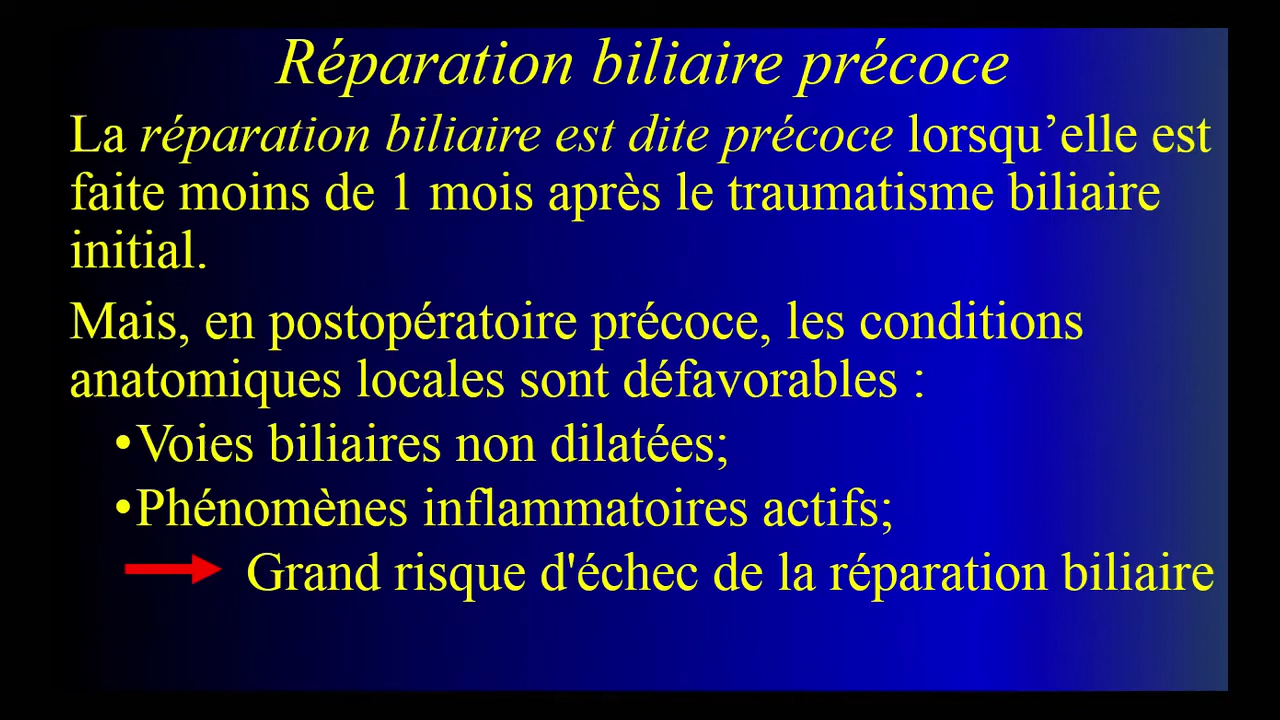 Réparation biliaire précoce
La réparation biliaire est dite précoce lorsqu’elle est
faite moins de 1 mois après le traumatisme biliaire
initial.
Mais, en postopératoire précoce, les conditions
anatomiques locales sont défavorables :
•Voies biliaires non dilatées;
•Phénomènes inflammatoires actifs;
Grand risque d'échec de la réparation biliaire